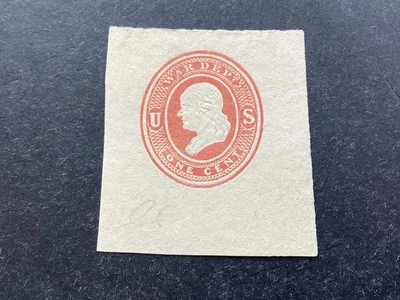 WAR DEPT.
U S
ONE CENT